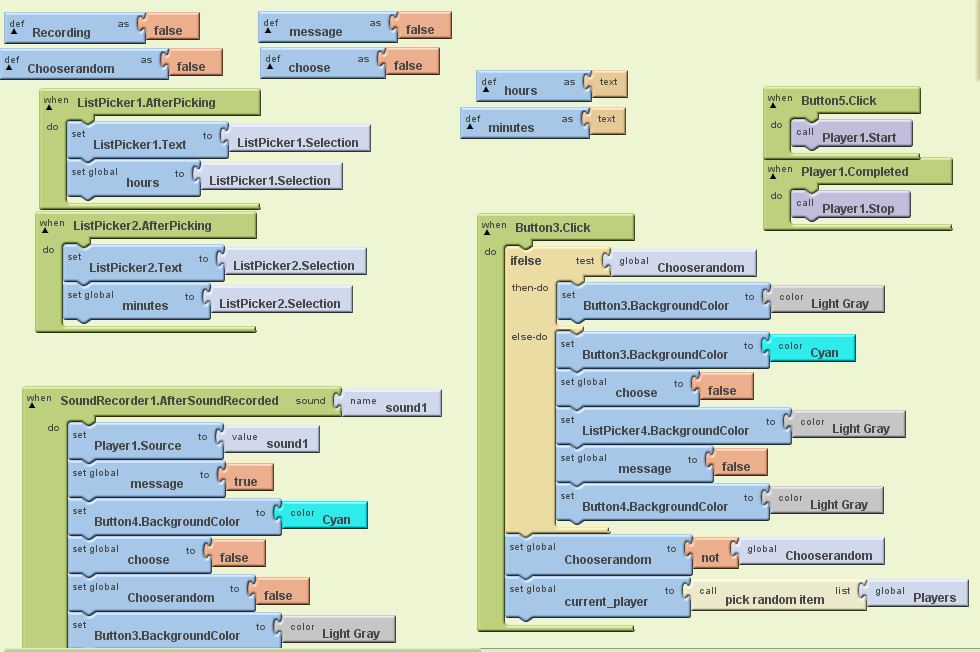 def Recording as false
def message as false
def Chooserandom as false
def choose as false
def hours as text
def minutes as text
when ListPicker1.AfterPicking
do set ListPicker1.Text to ListPicker1.Selection
set global hours to ListPicker1.Selection
when ListPicker2.AfterPicking
do set ListPicker2.Text to ListPicker2.Selection
set global minutes to ListPicker2.Selection
when Button5.Click
do call Player1.Start
when Player1.Completed
do call Player1.Stop
when Button3.Click
do ifelse test global Chooserandom
then-do set Button3.BackgroundColor to color Light Gray
else-do set Button3.BackgroundColor to color Cyan
set global choose to false
set ListPicker4.BackgroundColor to color Light Gray
set global message to false
set Button4.BackgroundColor to color Light Gray
set global Chooserandom to not global Chooserandom
set global current_player to call pick random item list global Players
when SoundRecorder1.AfterSoundRecorded sound name sound1
do set Player1.Source to value sound1
set global message to true
set Button4.BackgroundColor to color Cyan
set global choose to false
set global Chooserandom to false
set Button3.BackgroundColor to color Light Gray